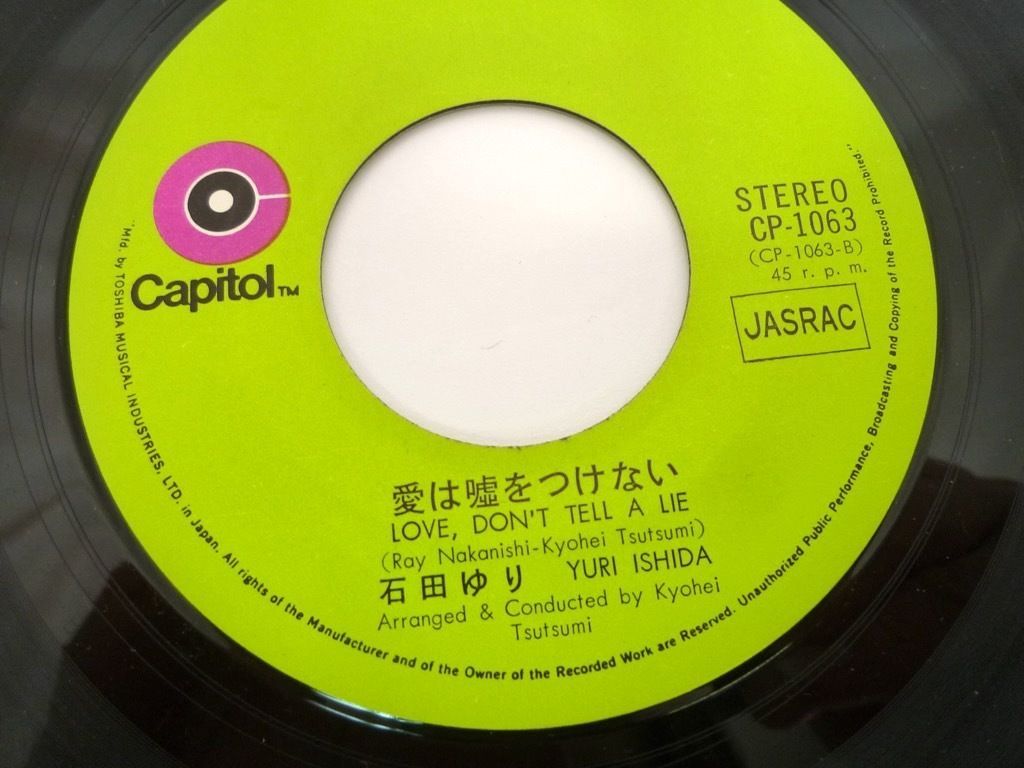 Capitol™
STEREO
CP-1063
(CP-1063-B)
45 r. p. m.
JASRAC
愛は嘘をつけない
LOVE, DON'T TELL A LIE
(Ray Nakanishi-Kyohei Tsutsumi)
石田ゆり YURI ISHIDA
Arranged & Conducted by Kyohei
Tsutsumi
"Mfd. by TOSHIBA MUSICAL INDUSTRIES, LTD. in Japan. All rights of the Manufacturer and of the Owner of the Recorded Work are Reserved. Unauthorized Public Performance, Broadcasting and Copying of the Record Prohibited."